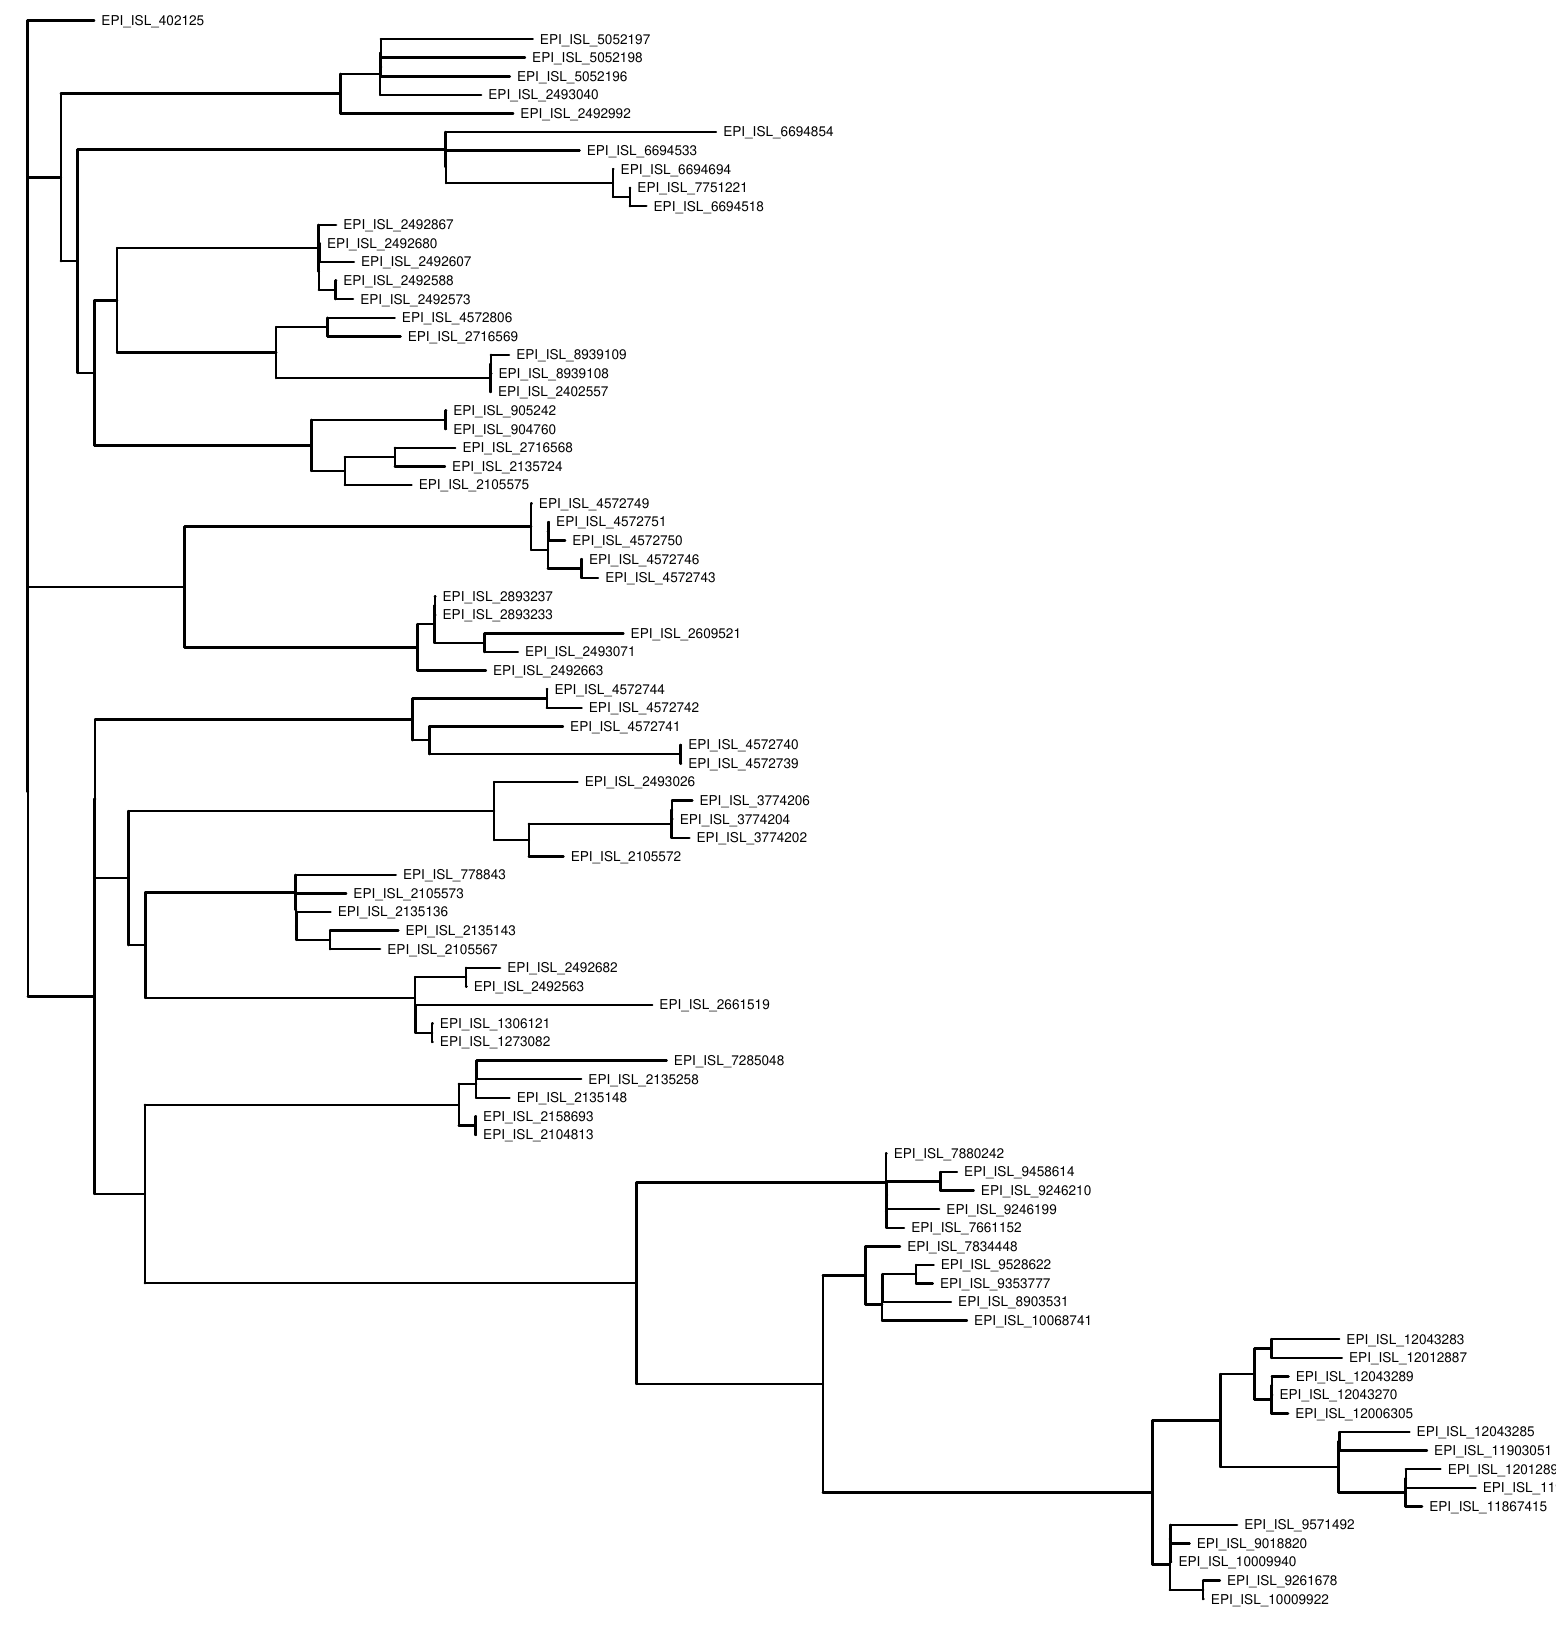 EPI_ISL_402125
EPI_ISL_5052197
EPI_ISL_5052198
EPI_ISL_5052196
EPI_ISL_2493040
EPI_ISL_2492992
EPI_ISL_6694854
EPI_ISL_6694533
EPI_ISL_6694694
EPI_ISL_7751221
EPI_ISL_6694518
EPI_ISL_2492867
EPI_ISL_2492680
EPI_ISL_2492607
EPI_ISL_2492588
EPI_ISL_2492573
EPI_ISL_4572806
EPI_ISL_2716569
EPI_ISL_8939109
EPI_ISL_8939108
EPI_ISL_2402557
EPI_ISL_905242
EPI_ISL_904760
EPI_ISL_2716568
EPI_ISL_2135724
EPI_ISL_2105575
EPI_ISL_4572749
EPI_ISL_4572751
EPI_ISL_4572750
EPI_ISL_4572746
EPI_ISL_4572743
EPI_ISL_2893237
EPI_ISL_2893233
EPI_ISL_2609521
EPI_ISL_2493071
EPI_ISL_2492663
EPI_ISL_4572744
EPI_ISL_4572742
EPI_ISL_4572741
EPI_ISL_4572740
EPI_ISL_4572739
EPI_ISL_2493026
EPI_ISL_3774206
EPI_ISL_3774204
EPI_ISL_3774202
EPI_ISL_2105572
EPI_ISL_778843
EPI_ISL_2105573
EPI_ISL_2135136
EPI_ISL_2135143
EPI_ISL_2105567
EPI_ISL_2492682
EPI_ISL_2492563
EPI_ISL_2661519
EPI_ISL_1306121
EPI_ISL_1273082
EPI_ISL_7285048
EPI_ISL_2135258
EPI_ISL_2135148
EPI_ISL_2158693
EPI_ISL_2104813
EPI_ISL_7880242
EPI_ISL_9458614
EPI_ISL_9246210
EPI_ISL_9246199
EPI_ISL_7661152
EPI_ISL_7834448
EPI_ISL_9528622
EPI_ISL_9353777
EPI_ISL_8903531
EPI_ISL_10068741
EPI_ISL_12043283
EPI_ISL_12012887
EPI_ISL_12043289
EPI_ISL_12043270
EPI_ISL_12006305
EPI_ISL_12043285
EPI_ISL_11903051
EPI_ISL_1201289
EPI_ISL_11867415
EPI_ISL_9571492
EPI_ISL_9018820
EPI_ISL_10009940
EPI_ISL_9261678
EPI_ISL_10009922